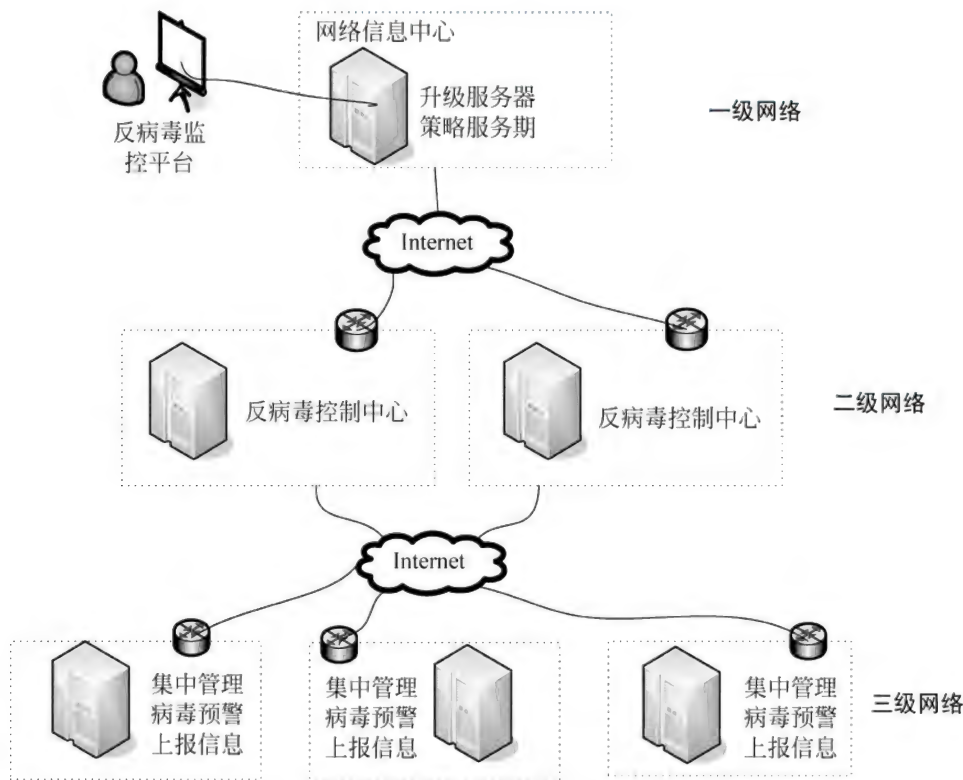 网络信息中心
升级服务器
策略服务期
一级网络
反病毒监
控平台
Internet
反病毒控制中心
反病毒控制中心
二级网络
Internet
集中管理
病毒预警
上报信息
集中管理
病毒预警
上报信息
集中管理
病毒预警
上报信息
三级网络